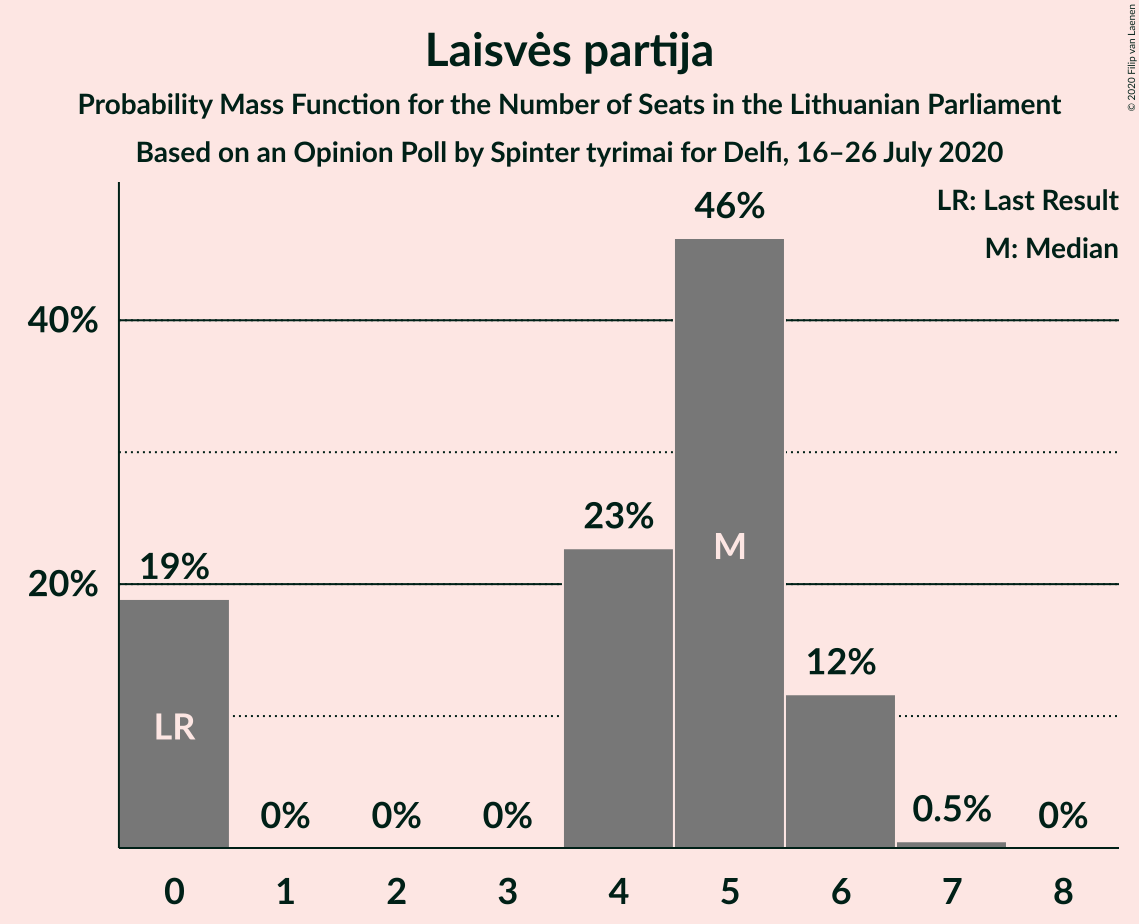 Laisvės partija
Probability Mass Function for the Number of Seats in the Lithuanian Parliament
Based on an Opinion Poll by Spinter tyrimai for Delfi, 16–26 July 2020
© 2020 Filip van Laenen
LR: Last Result
M: Median
46%
40%
23%
M
20%
19%
12%
LR
0%
0%
0%
0.5%
0%
0 1 2 3 4 5 6 7 8